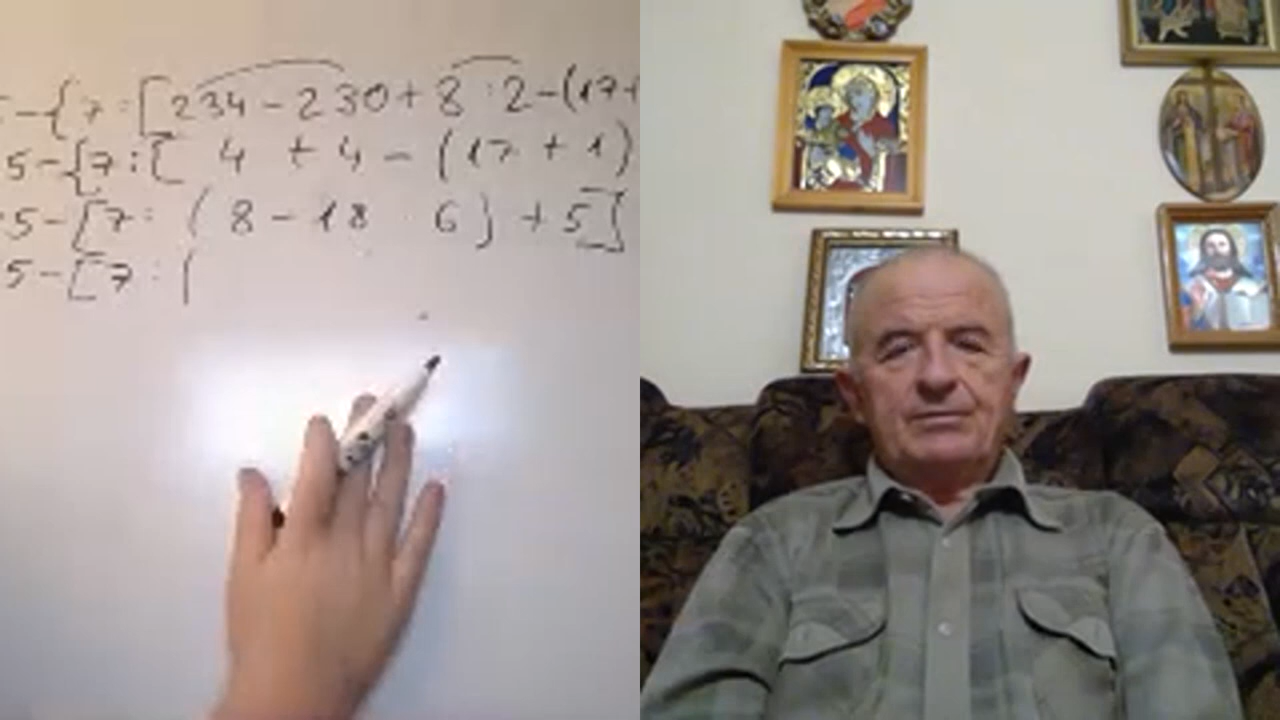 -{7:[234-230+8:2-(17+
5-{7:[ 4 + 4 - (17 + 1)
5-[7: ( 8 - 18 : 6) + 5]
5-[7:(